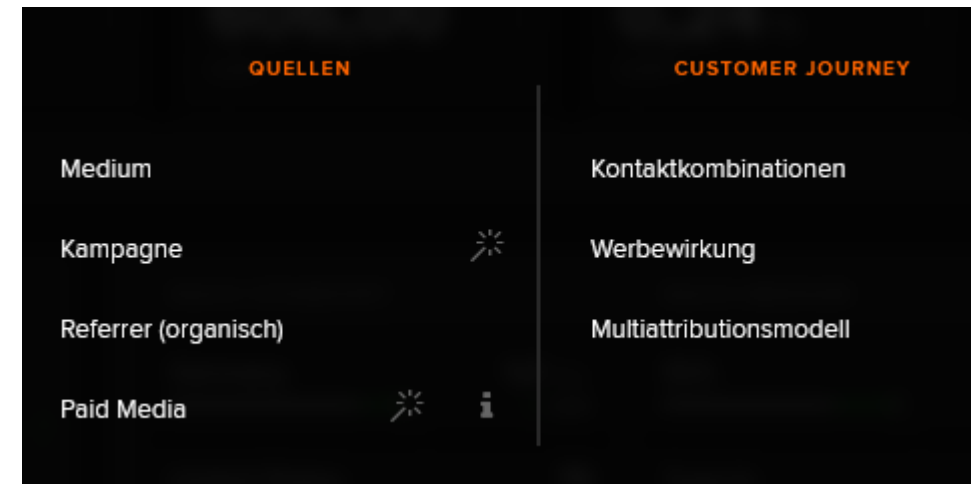 QUELLEN
Medium
Kampagne
Referrer (organisch)
Paid Media
CUSTOMER JOURNEY
Kontaktkombinationen
Werbewirkung
Multiattributionsmodell